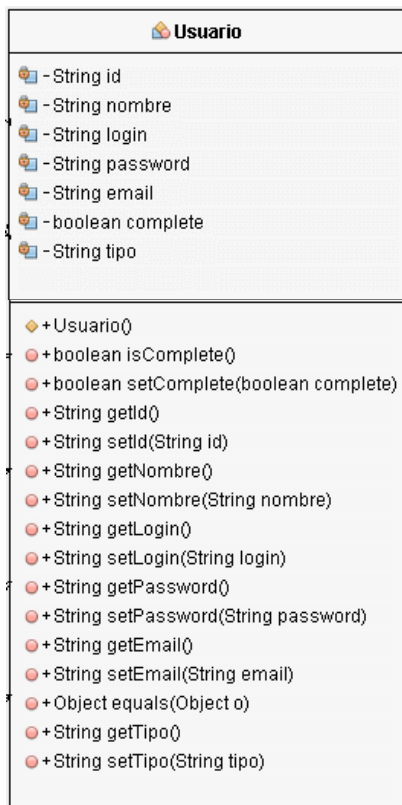 Usuario
-String id
-String nombre
-String login
-String password
-String email
-boolean complete
-String tipo
+Usuario()
+boolean isComplete()
+boolean setComplete(boolean complete)
+String getId()
+String setId(String id)
+String getNombre()
+String setNombre(String nombre)
+String getLogin()
+String setLogin(String login)
+String getPassword()
+String setPassword(String password)
+String getEmail()
+String setEmail(String email)
+Object equals(Object o)
+String getTipo()
+String setTipo(String tipo)